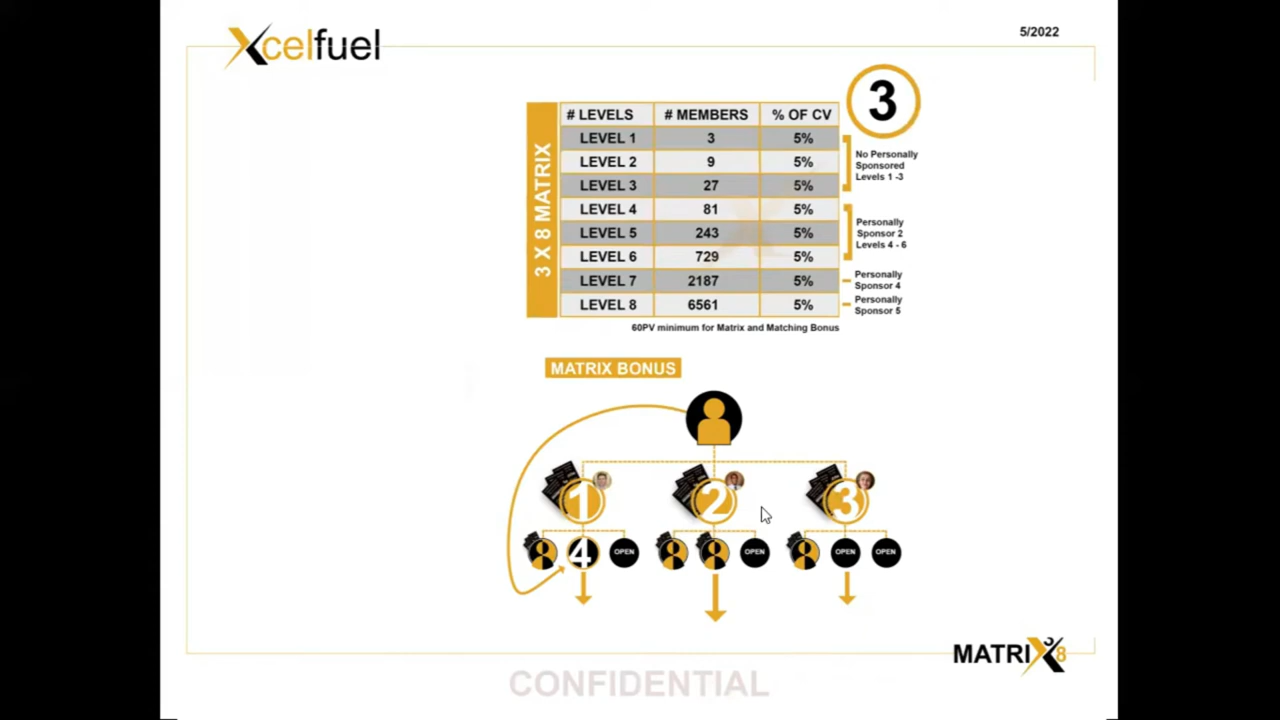 Xcelfuel
5/2022
3
3 X 8 MATRIX
# LEVELS # MEMBERS % OF CV
LEVEL 1 3 5%
LEVEL 2 9 5%
LEVEL 3 27 5%
LEVEL 4 81 5%
LEVEL 5 243 5%
LEVEL 6 729 5%
LEVEL 7 2187 5%
LEVEL 8 6561 5%
No Personally
Sponsored
Levels 1 -3
Personally
Sponsor 2
Levels 4 - 6
Personally
Sponsor 4
Personally
Sponsor 5
60PV minimum for Matrix and Matching Bonus
MATRIX BONUS
1 2 3
4 OPEN OPEN OPEN OPEN
MATRIX 38
CONFIDENTIAL